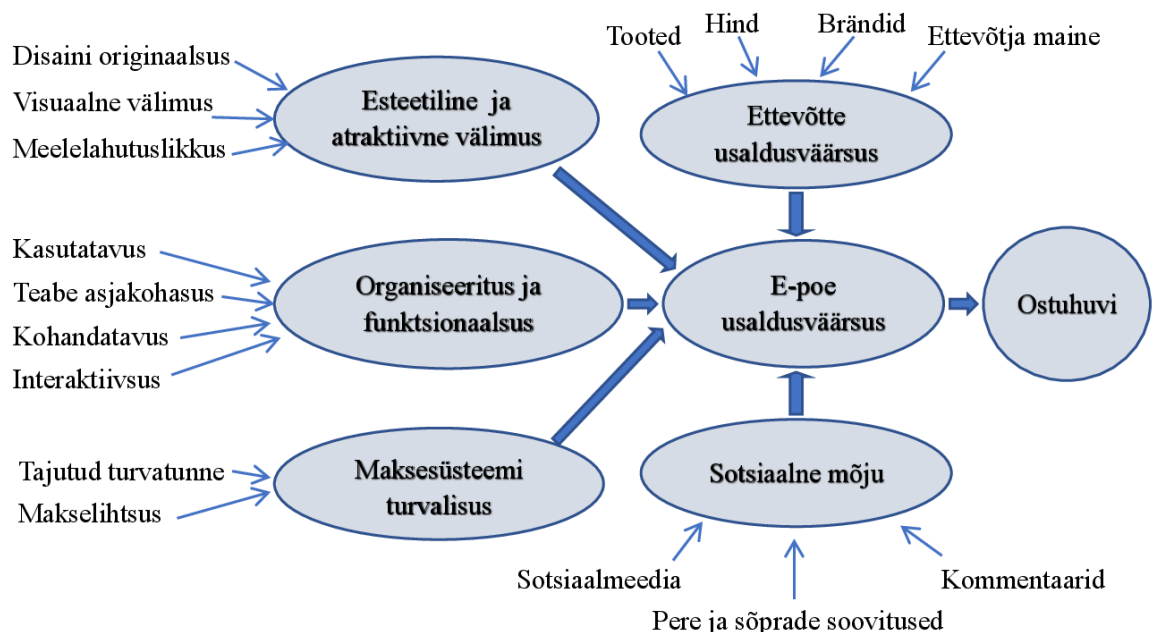 Disaini originaalsus
Visuaalne välimus
Meelelahutuslikkus
Esteetiline ja
atraktiivne välimus
Tooted
Hind
Brändid
Ettevõtja maine
Ettevõtte
usaldusväärsus
Kasutatavus
Teabe asjakohasus
Kohandatavus
Interaktiivsus
Organiseeritus ja
funktsionaalsus
E-poe
usaldusväärsus
Ostuhuvi
Tajutud turvatunne
Makselihtsus
Maksesüsteemi
turvalisus
Sotsiaalne mõju
Sotsiaalmeedia
Pere ja sõprade soovitused
Kommentaarid